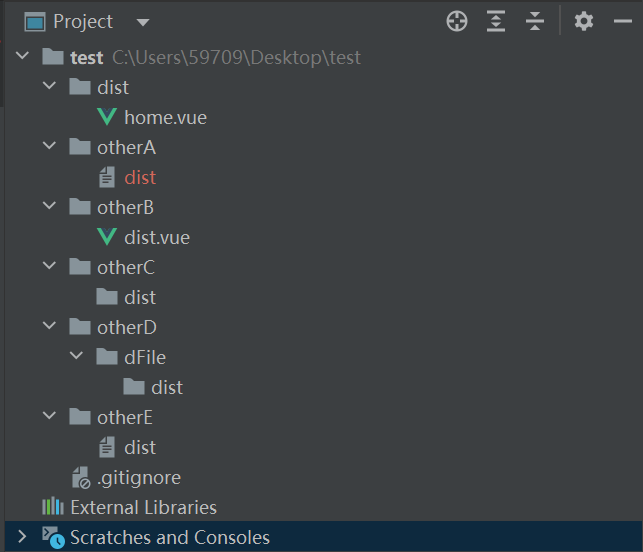 Project
test C:\Users\59709\Desktop\test
dist
home.vue
otherA
dist
otherB
dist.vue
otherC
dist
otherD
dFile
dist
otherE
dist
.gitignore
External Libraries
Scratches and Consoles